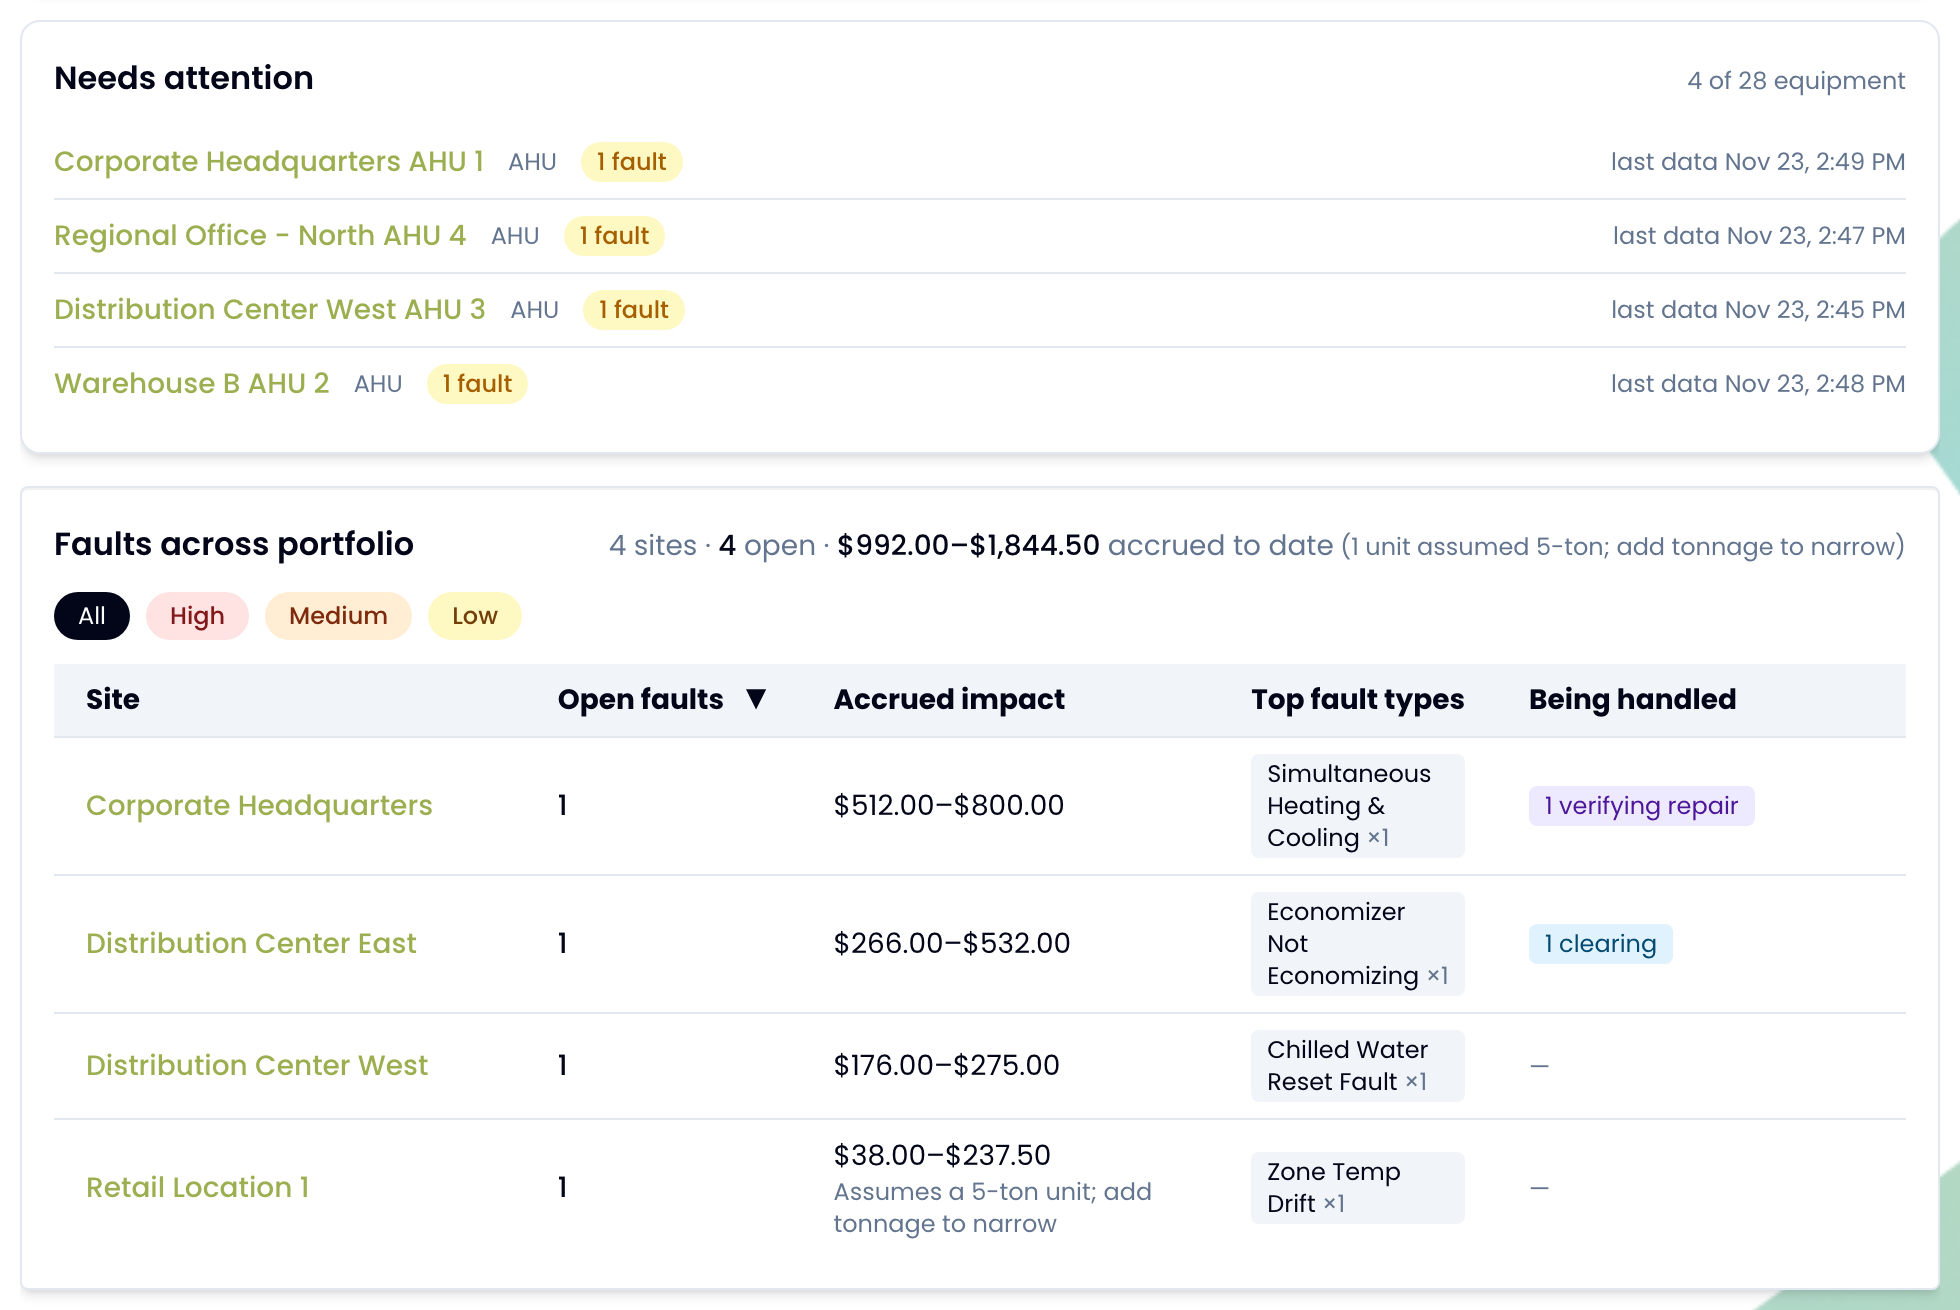 Needs attention
4 of 28 equipment
Corporate Headquarters AHU 1 AHU 1 fault last data Nov 23, 2:49 PM
Regional Office - North AHU 4 AHU 1 fault last data Nov 23, 2:47 PM
Distribution Center West AHU 3 AHU 1 fault last data Nov 23, 2:45 PM
Warehouse B AHU 2 AHU 1 fault last data Nov 23, 2:48 PM
Faults across portfolio
4 sites · 4 open · $992.00–$1,844.50 accrued to date (1 unit assumed 5-ton; add tonnage to narrow)
All High Medium Low
Site Open faults ▼ Accrued impact Top fault types Being handled
Corporate Headquarters 1 $512.00–$800.00
Simultaneous
Heating &
Cooling ×1
1 verifying repair
Distribution Center East 1 $266.00–$532.00
Economizer
Not
Economizing ×1
1 clearing
Distribution Center West 1 $176.00–$275.00
Chilled Water
Reset Fault ×1
—
Retail Location 1 1 $38.00–$237.50
Assumes a 5-ton unit; add
tonnage to narrow
Zone Temp
Drift ×1
—